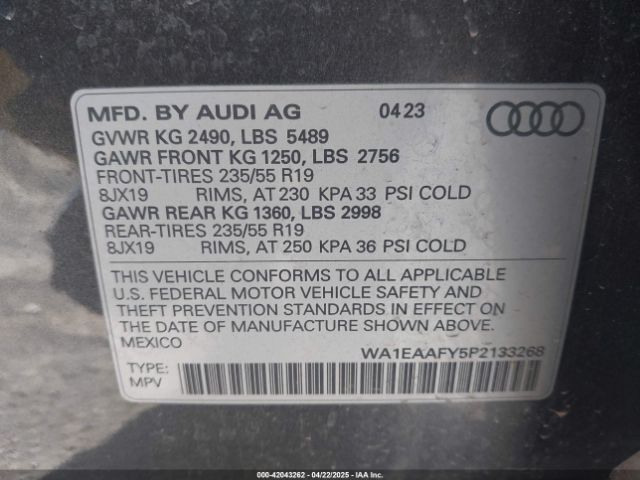 MFD. BY AUDI AG 0423
GVWR KG 2490, LBS 5489
GAWR FRONT KG 1250, LBS 2756
FRONT-TIRES 235/55 R19
8JX19 RIMS, AT 230 KPA 33 PSI COLD
GAWR REAR KG 1360, LBS 2998
REAR-TIRES 235/55 R19
8JX19 RIMS, AT 250 KPA 36 PSI COLD
THIS VEHICLE CONFORMS TO ALL APPLICABLE
U.S. FEDERAL MOTOR VEHICLE SAFETY AND
THEFT PREVENTION STANDARDS IN EFFECT ON
THE DATE OF MANUFACTURE SHOWN ABOVE.
MEXICO WA1EAAFY5P2133268
TYPE:
MPV
000-42043262 - 04/22/2025 - IAA, Inc.